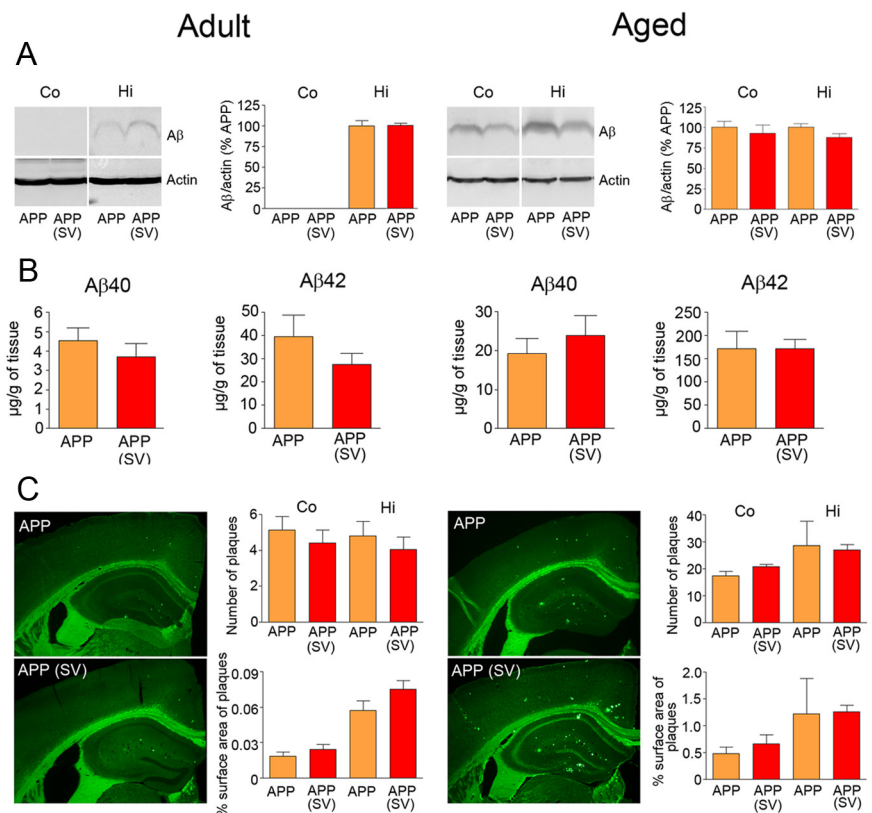 Adult
Aged
A
Co
Hi
Aβ
Actin
APP
APP
(SV)
Aβ/actin (% APP)
125
100
75
50
25
0
Co
Hi
APP
APP
(SV)
APP
APP
(SV)
Co
Hi
Aβ
Actin
APP
APP
(SV)
APP
APP
(SV)
Aβ/actin (% APP)
125
100
75
50
25
0
Co
Hi
APP
APP
(SV)
APP
APP
(SV)
B
Aβ40
µg/g of tissue
6
5
4
3
2
1
0
APP
APP
(SV)
Aβ42
µg/g of tissue
50
40
30
20
10
0
APP
APP
(SV)
Aβ40
µg/g of tissue
30
20
10
0
APP
APP
(SV)
Aβ42
µg/g of tissue
250
200
150
100
50
0
APP
APP
(SV)
C
APP
APP (SV)
Number of plaques
6
4
2
0
Co
Hi
APP
APP
(SV)
APP
APP
(SV)
% surface area of plaques
0.09
0.06
0.03
0
APP
APP
(SV)
APP
APP
(SV)
APP
APP (SV)
Number of plaques
40
30
20
10
0
Co
Hi
APP
APP
(SV)
APP
APP
(SV)
% surface area of
plaques
2.0
1.5
1.0
0.5
0
APP
APP
(SV)
APP
APP
(SV)